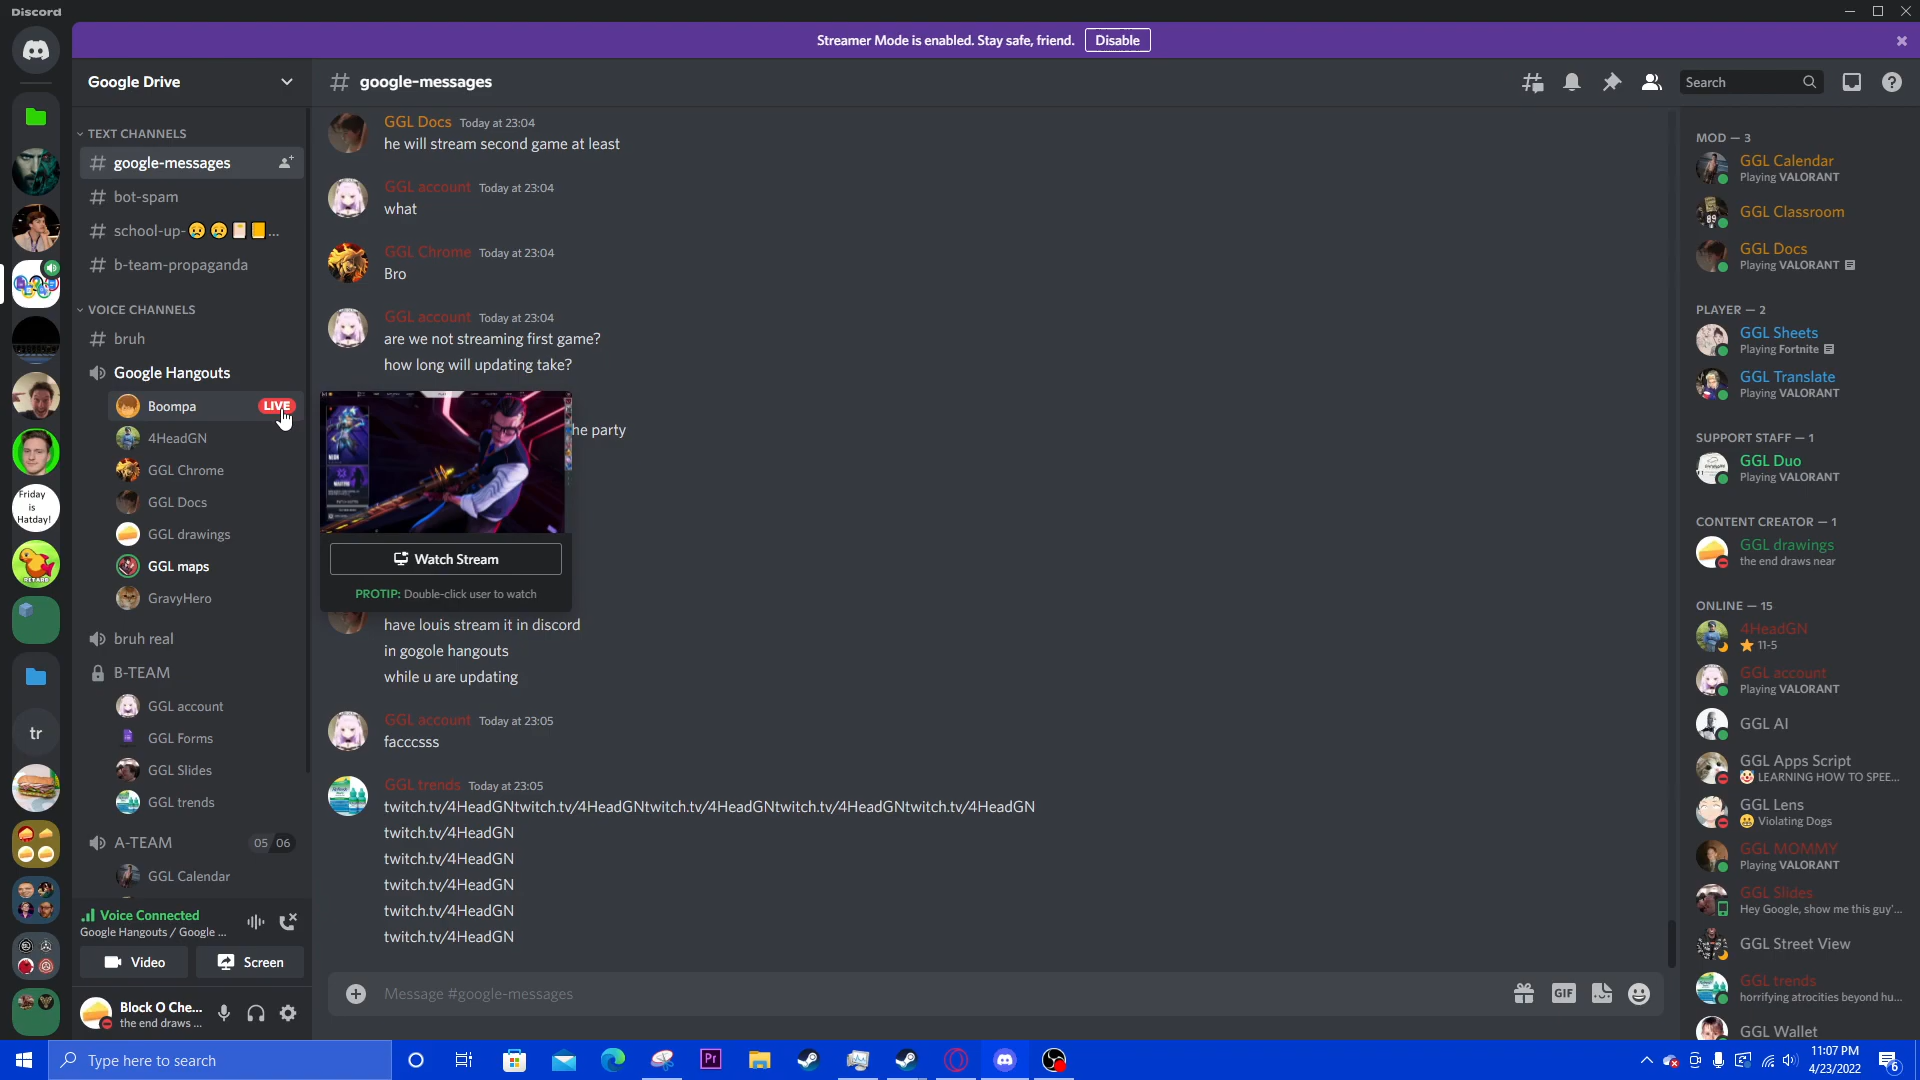 Discord
Streamer Mode is enabled. Stay safe, friend.
Disable
Google Drive
google-messages
Search
TEXT CHANNELS
google-messages
bot-spam
school-up-😥😥📔📒...
b-team-propaganda
VOICE CHANNELS
bruh
Google Hangouts
Boompa
LIVE
4HeadGN
GGL Chrome
GGL Docs
GGL drawings
GGL maps
GravyHero
bruh real
B-TEAM
GGL account
GGL Forms
GGL Slides
GGL trends
A-TEAM
05 06
GGL Calendar
Voice Connected
Google Hangouts / Google ...
Video
Screen
Block O Che...
the end draws ...
Friday
is
Hatday!
RETARD
tr
GGL Docs Today at 23:04
he will stream second game at least
GGL account Today at 23:04
what
GGL Chrome Today at 23:04
Bro
GGL account Today at 23:04
are we not streaming first game?
how long will updating take?
he party
Watch Stream
PROTIP: Double-click user to watch
have louis stream it in discord
in gogole hangouts
while u are updating
GGL account Today at 23:05
facccsss
GGL trends Today at 23:05
twitch.tv/4HeadGNtwitch.tv/4HeadGNtwitch.tv/4HeadGNtwitch.tv/4HeadGNtwitch.tv/4HeadGN
twitch.tv/4HeadGN
twitch.tv/4HeadGN
twitch.tv/4HeadGN
twitch.tv/4HeadGN
twitch.tv/4HeadGN
Message #google-messages
GIF
MOD — 3
GGL Calendar
Playing VALORANT
GGL Classroom
GGL Docs
Playing VALORANT
PLAYER — 2
GGL Sheets
Playing Fortnite
GGL Translate
Playing VALORANT
SUPPORT STAFF — 1
GGL Duo
Playing VALORANT
CONTENT CREATOR — 1
GGL drawings
the end draws near
ONLINE — 15
4HeadGN
⭐ 11-5
GGL account
Playing VALORANT
GGL AI
GGL Apps Script
🤡 LEARNING HOW TO SPEE...
GGL Lens
😬 Violating Dogs
GGL MOMMY
Playing VALORANT
GGL Slides
Hey Google, show me this guy'...
GGL Street View
GGL trends
horrifying atrocities beyond hu...
GGL Wallet
Type here to search
Pr
11:07 PM
4/23/2022
6